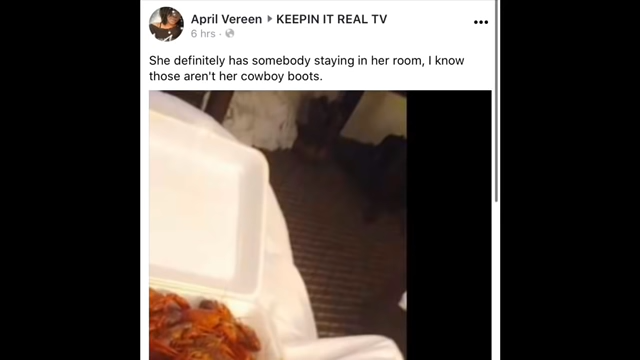 April Vereen ▸ KEEPIN IT REAL TV
6 hrs ·
She definitely has somebody staying in her room, I know
those aren't her cowboy boots.